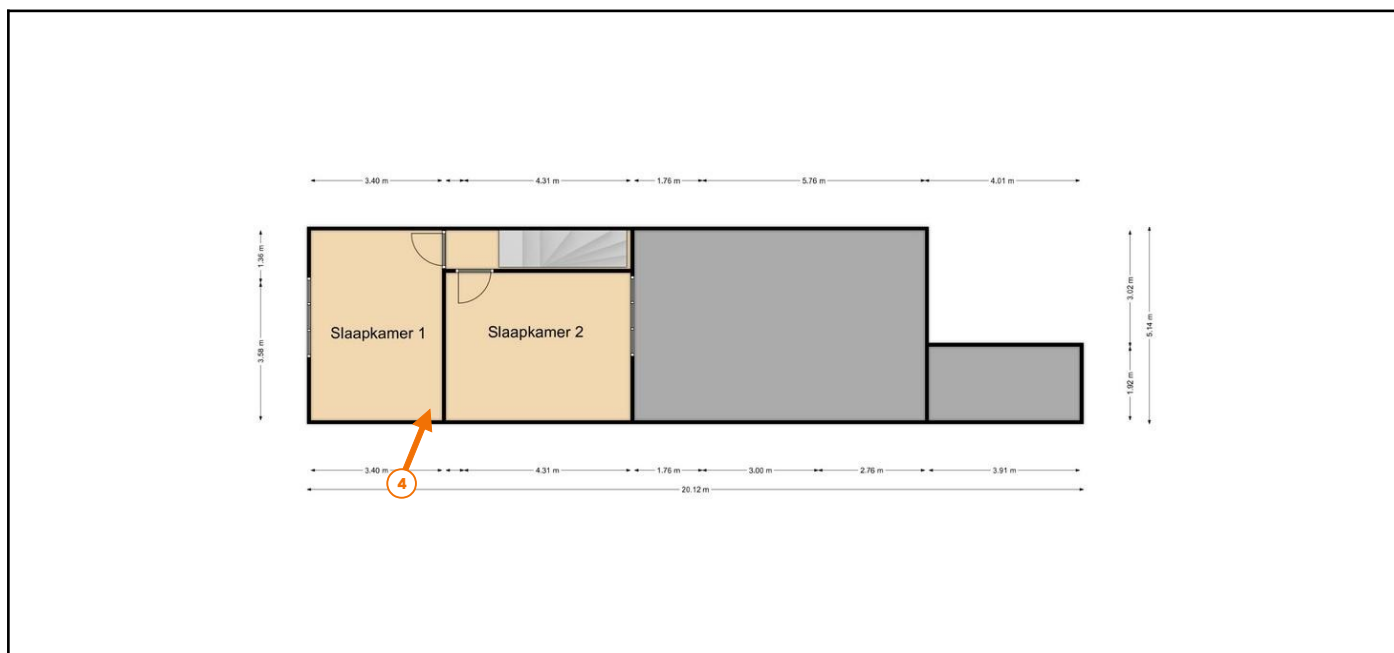 3.40 m 4.31 m 1.76 m 5.76 m 4.01 m
1.36 m
3.58 m
Slaapkamer 1
Slaapkamer 2
3.02 m
1.92 m
5.14 m
3.40 m 4.31 m 1.76 m 3.00 m 2.76 m 3.91 m
4
20.12 m